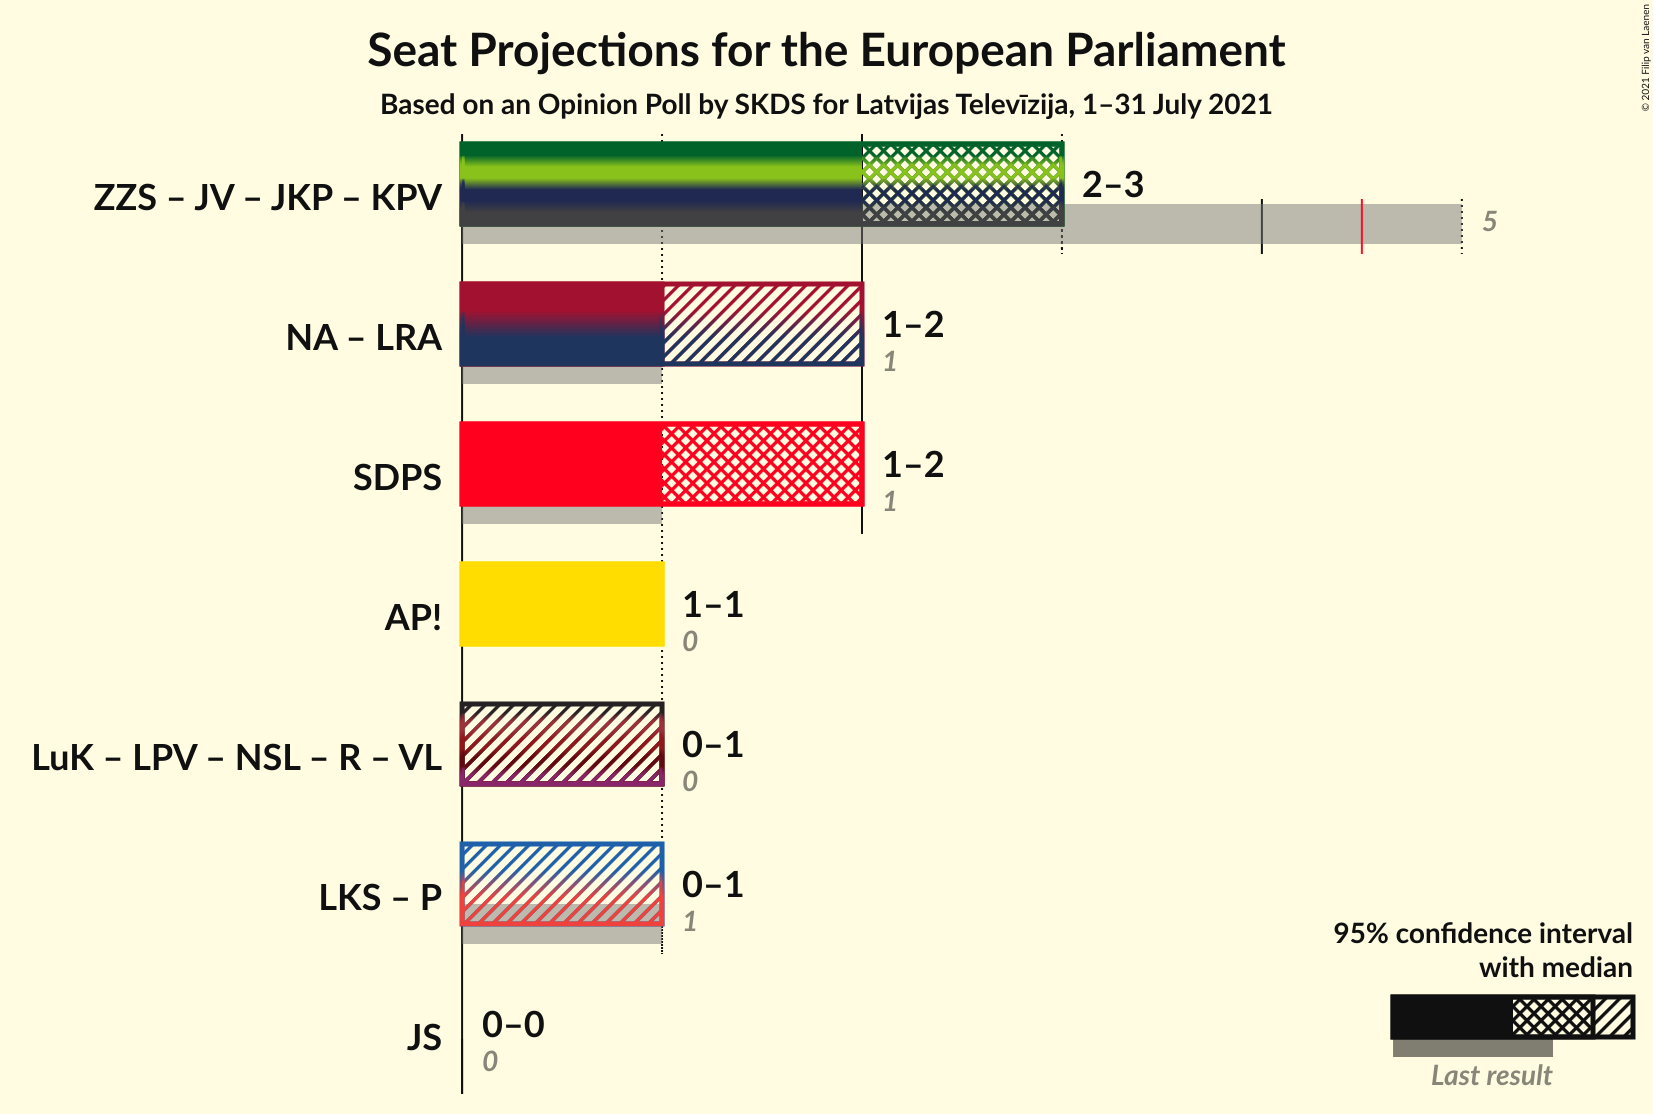 Seat Projections for the European Parliament
Based on an Opinion Poll by SKDS for Latvijas Televīzija, 1–31 July 2021
© 2021 Filip van Laenen
ZZS – JV – JKP – KPV
2–3
5
NA – LRA
1–2
1
SDPS
1–2
1
AP!
1–1
0
LuK – LPV – NSL – R – VL
0–1
0
LKS – P
0–1
1
JS
0–0
0
95% confidence interval
with median
Last result